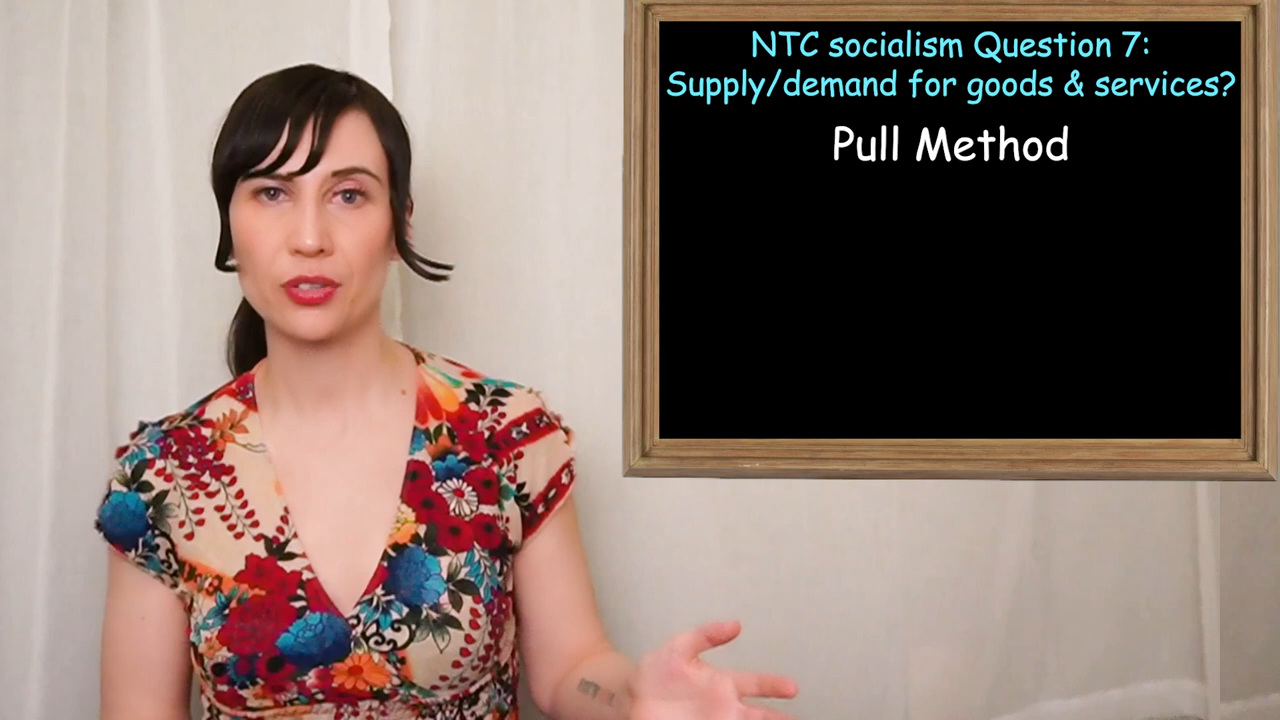 NTC socialism Question 7:
Supply/demand for goods & services?
Pull Method